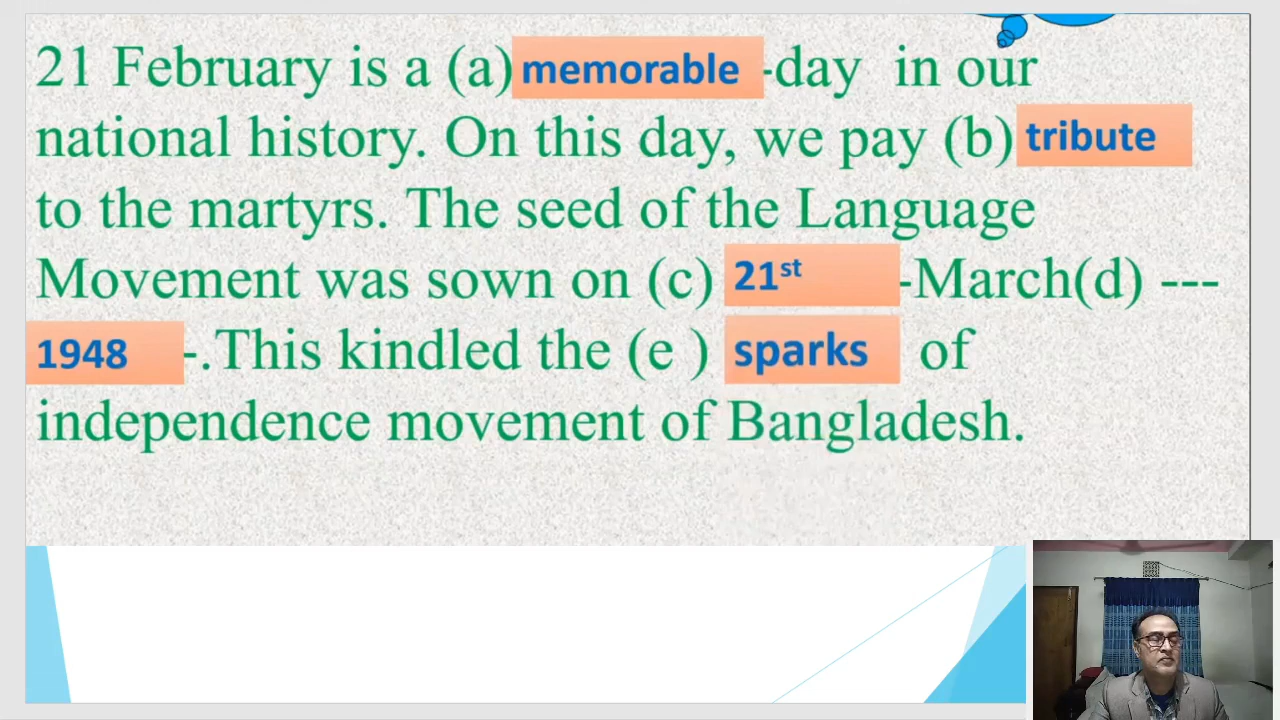 21 February is a (a) memorable -day in our
national history. On this day, we pay (b) tribute
to the martyrs. The seed of the Language
Movement was sown on (c) 21st -March(d) ---
1948 -.This kindled the (e ) sparks of
independence movement of Bangladesh.